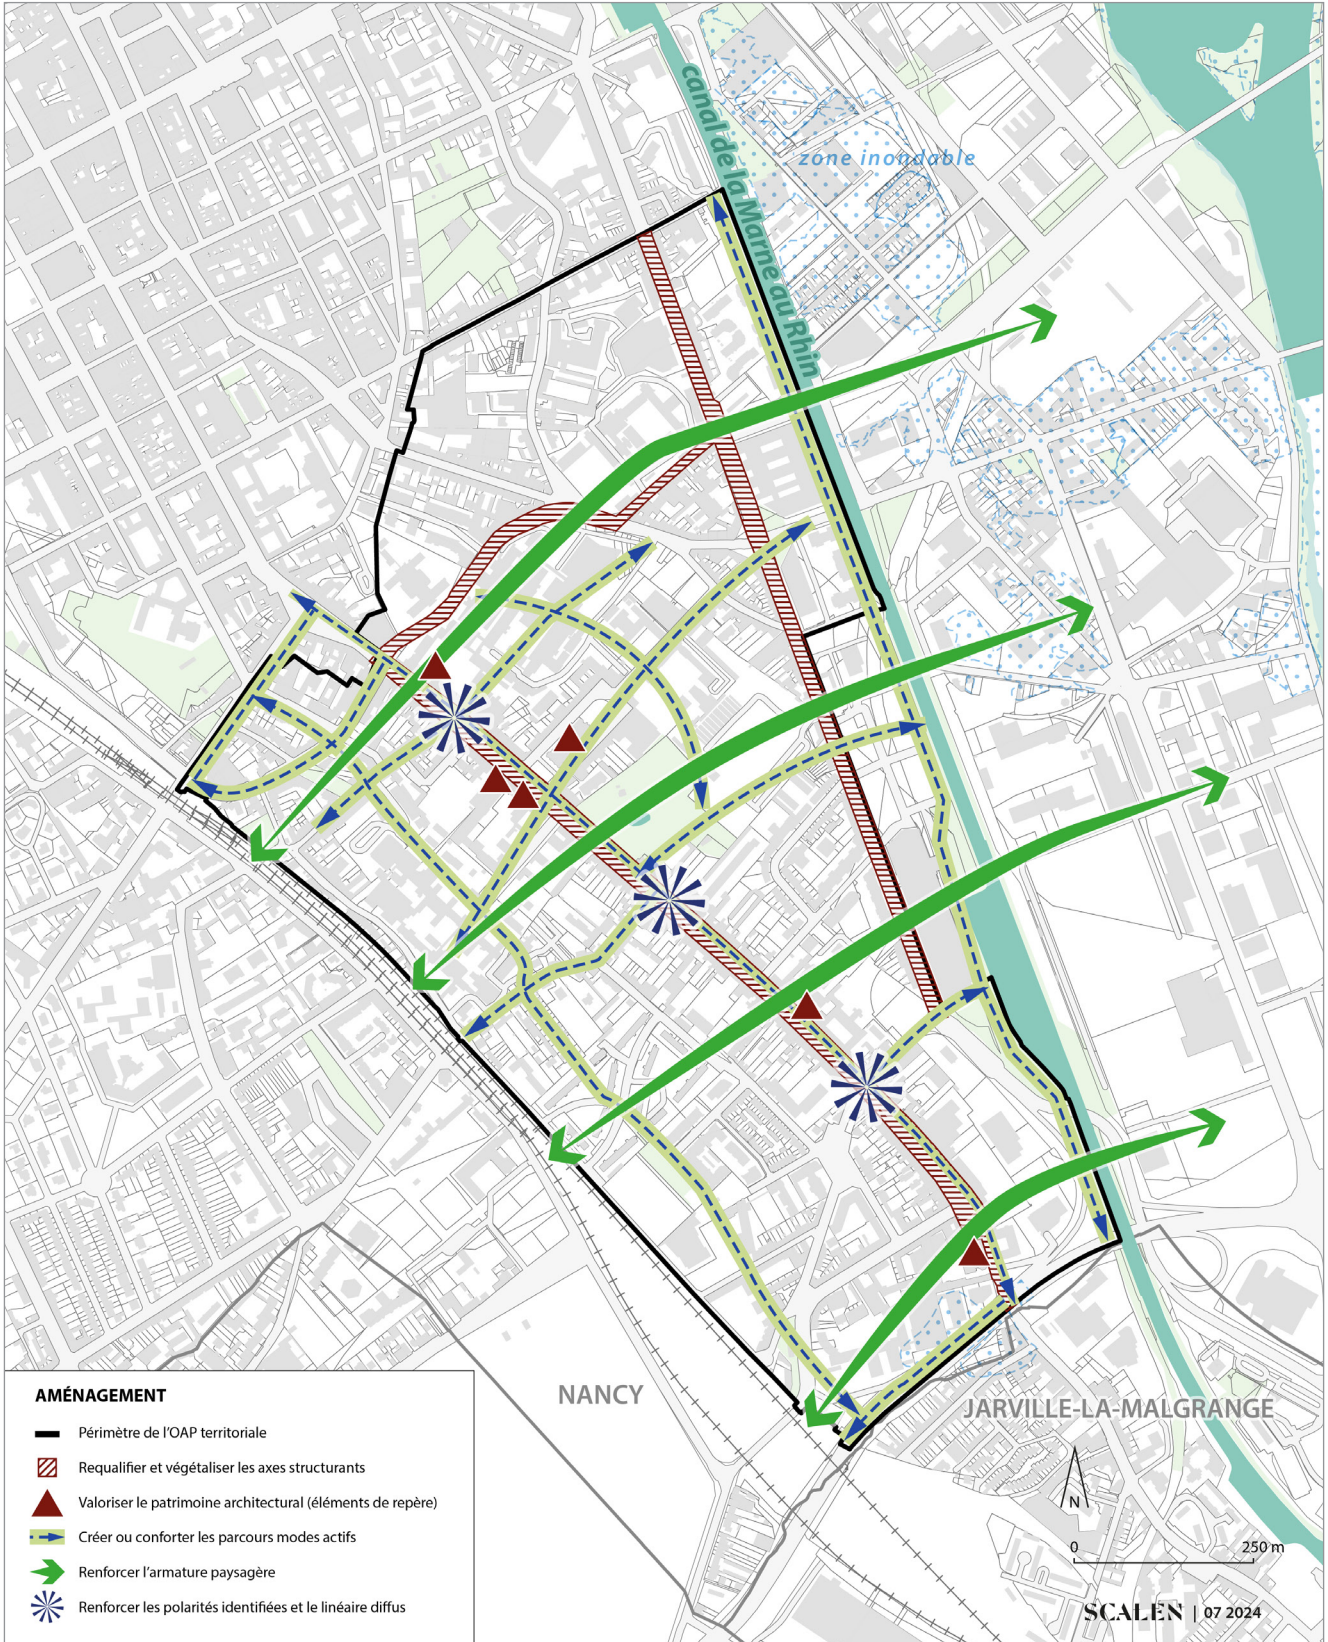 canal de la Marne au Rhin
zone inondable
NANCY
JARVILLE-LA-MALGRANGE
AMÉNAGEMENT
Périmètre de l'OAP territoriale
Requalifier et végétaliser les axes structurants
Valoriser le patrimoine architectural (éléments de repère)
Créer ou conforter les parcours modes actifs
Renforcer l'armature paysagère
Renforcer les polarités identifiées et le linéaire diffus
N
0 250 m
SCALEN | 07 2024